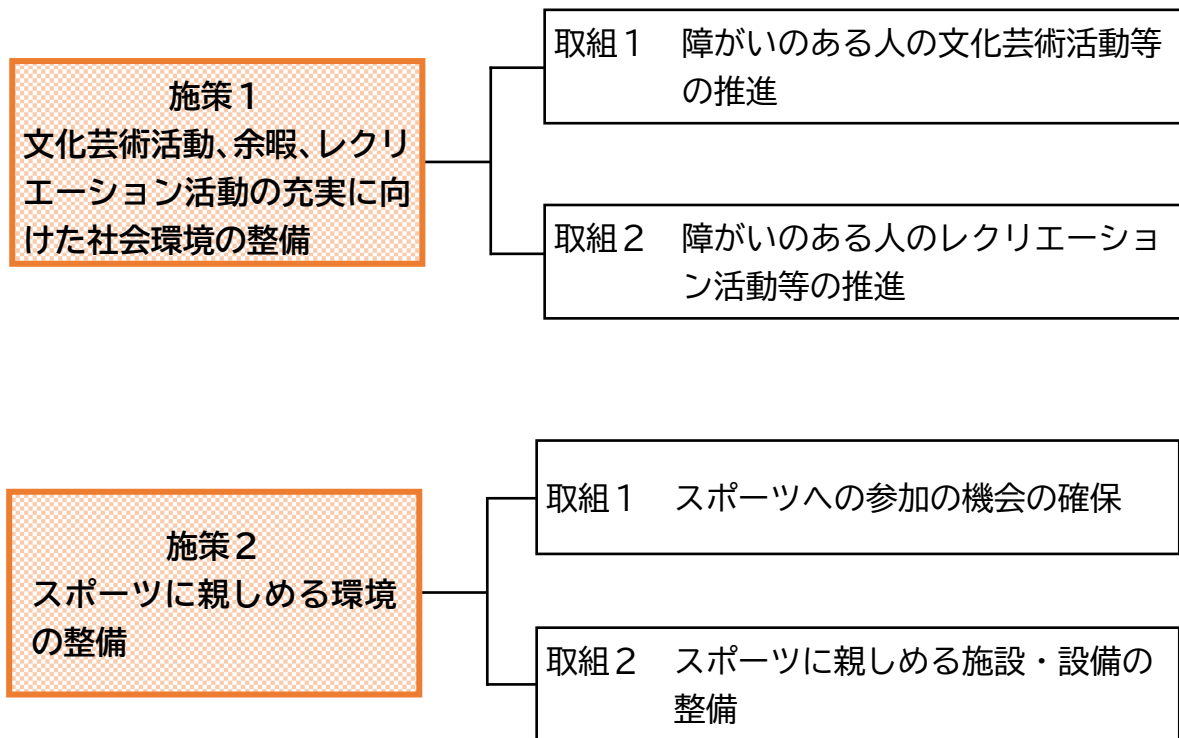 施策１
文化芸術活動、余暇、レクリ
エーション活動の充実に向
けた社会環境の整備
取組１　障がいのある人の文化芸術活動等
の推進
取組２　障がいのある人のレクリエーショ
ン活動等の推進
施策２
スポーツに親しめる環境
の整備
取組１　スポーツへの参加の機会の確保
取組２　スポーツに親しめる施設・設備の
整備